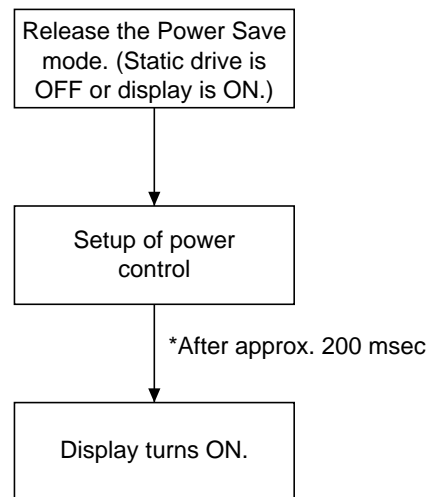 Release the Power Save
mode. (Static drive is
OFF or display is ON.)
Setup of power
control
*After approx. 200 msec
Display turns ON.